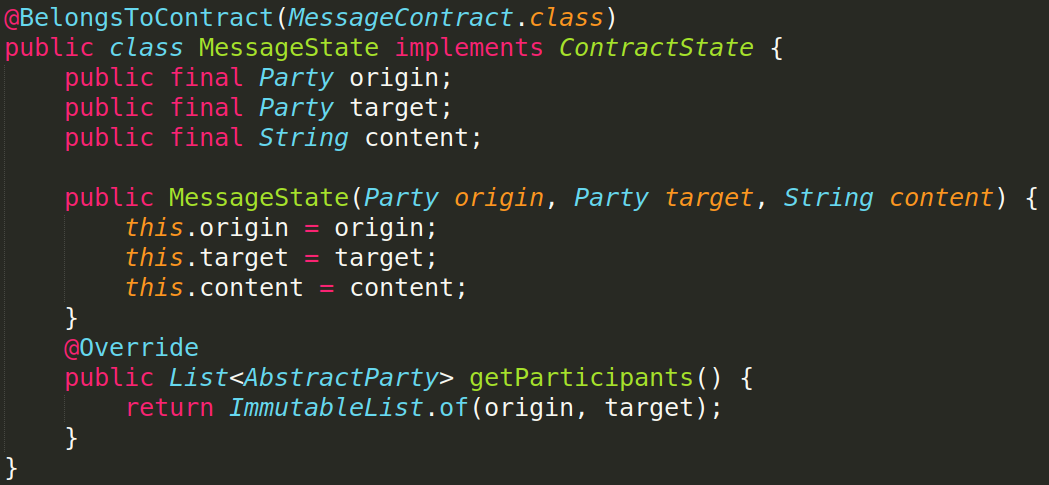 @BelongsToContract(MessageContract.class)
public class MessageState implements ContractState {
    public final Party origin;
    public final Party target;
    public final String content;

    public MessageState(Party origin, Party target, String content) {
        this.origin = origin;
        this.target = target;
        this.content = content;
    }
    @Override
    public List<AbstractParty> getParticipants() {
        return ImmutableList.of(origin, target);
    }
}